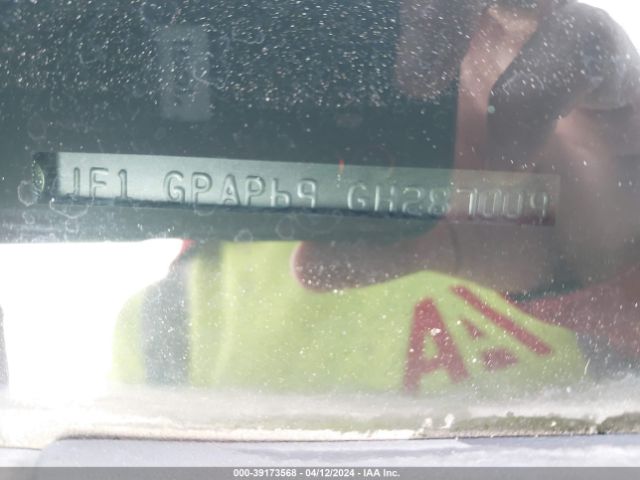 JF1 GPAP69 GH287009
000-39173568 - 04/12/2024 - IAA Inc.